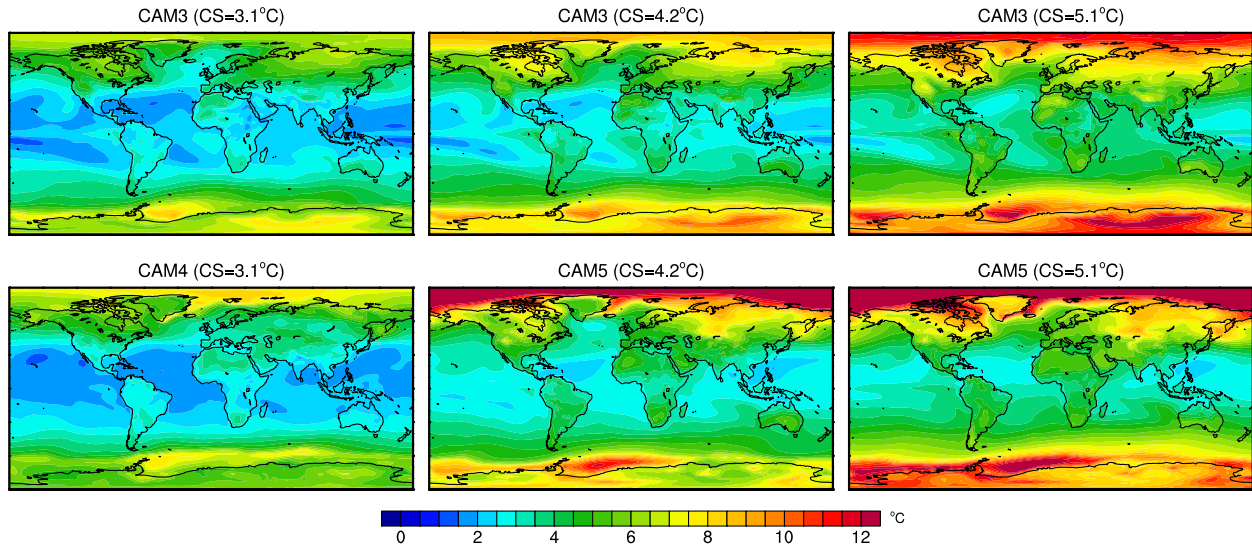 CAM3 (CS=3.1°C) CAM3 (CS=4.2°C) CAM3 (CS=5.1°C)
CAM4 (CS=3.1°C) CAM5 (CS=4.2°C) CAM5 (CS=5.1°C)
°C
0 2 4 6 8 10 12